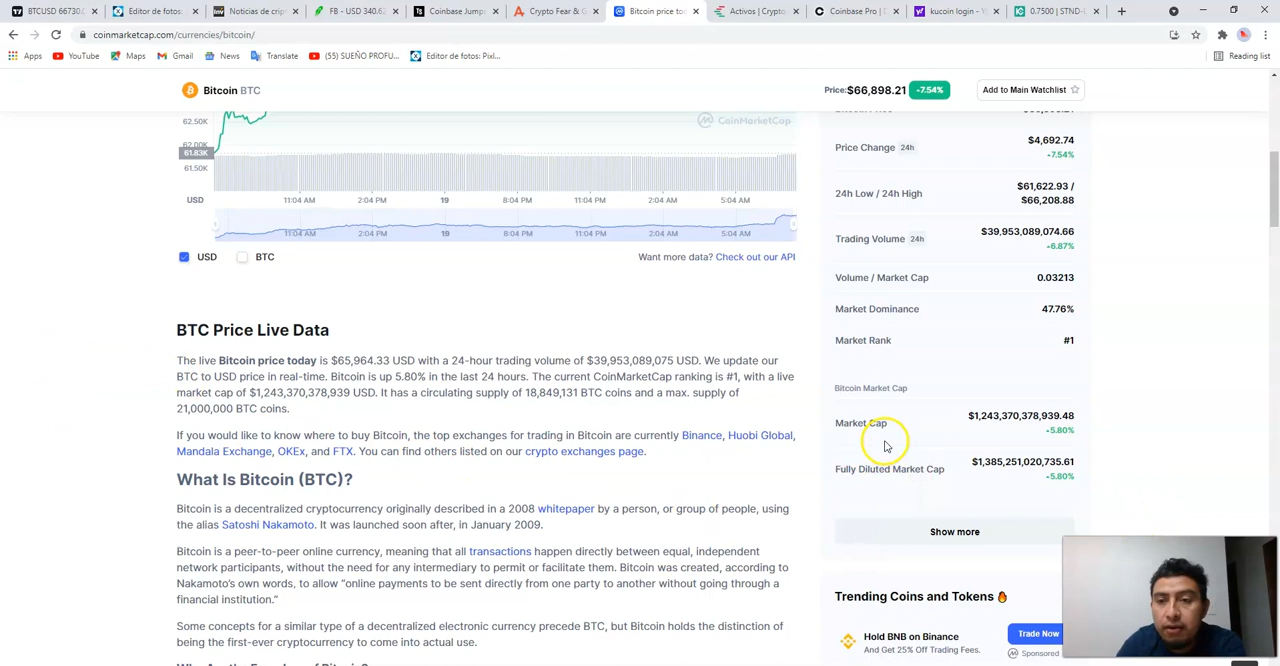 BTCUSD 66730.0
Editor de fotos:
Noticias de crip
FB - USD 340.62
Coinbase Jump
Crypto Fear & G
Bitcoin price to
Activos | Crypto
Coinbase Pro | D
kucoin login - Y
0.7500 | STND-
coinmarketcap.com/currencies/bitcoin/
Apps
YouTube
Maps
Gmail
News
Translate
(55) SUEÑO PROFU...
Editor de fotos: Pixl...
Reading list
Bitcoin BTC
Price: $66,898.21
-7.54%
Add to Main Watchlist
62.50K
62.00K
61.83K
61.50K
CoinMarketCap
USD
11:04 AM
2:04 PM
19
8:04 PM
11:04 PM
2:04 AM
5:04 AM
11:04 AM
2:04 PM
19
8:04 PM
11:04 PM
2:04 AM
5:04 AM
USD
BTC
Want more data? Check out our API
BTC Price Live Data
The live Bitcoin price today is $65,964.33 USD with a 24-hour trading volume of $39,953,089,075 USD. We update our
BTC to USD price in real-time. Bitcoin is up 5.80% in the last 24 hours. The current CoinMarketCap ranking is #1, with a live
market cap of $1,243,370,378,939 USD. It has a circulating supply of 18,849,131 BTC coins and a max. supply of
21,000,000 BTC coins.
If you would like to know where to buy Bitcoin, the top exchanges for trading in Bitcoin are currently Binance, Huobi Global,
Mandala Exchange, OKEx, and FTX. You can find others listed on our crypto exchanges page.
What Is Bitcoin (BTC)?
Bitcoin is a decentralized cryptocurrency originally described in a 2008 whitepaper by a person, or group of people, using
the alias Satoshi Nakamoto. It was launched soon after, in January 2009.
Bitcoin is a peer-to-peer online currency, meaning that all transactions happen directly between equal, independent
network participants, without the need for any intermediary to permit or facilitate them. Bitcoin was created, according to
Nakamoto's own words, to allow "online payments to be sent directly from one party to another without going through a
financial institution."
Some concepts for a similar type of a decentralized electronic currency precede BTC, but Bitcoin holds the distinction of
being the first-ever cryptocurrency to come into actual use.
Price Change 24h
$4,692.74
-7.54%
24h Low / 24h High
$61,622.93 /
$66,208.88
Trading Volume 24h
$39,953,089,074.66
-6.87%
Volume / Market Cap
0.03213
Market Dominance
47.76%
Market Rank
#1
Bitcoin Market Cap
Market Cap
$1,243,370,378,939.48
-5.80%
Fully Diluted Market Cap
$1,385,251,020,735.61
-5.80%
Show more
Trending Coins and Tokens
Hold BNB on Binance
And Get 25% Off Trading Fees.
Trade Now
Sponsored